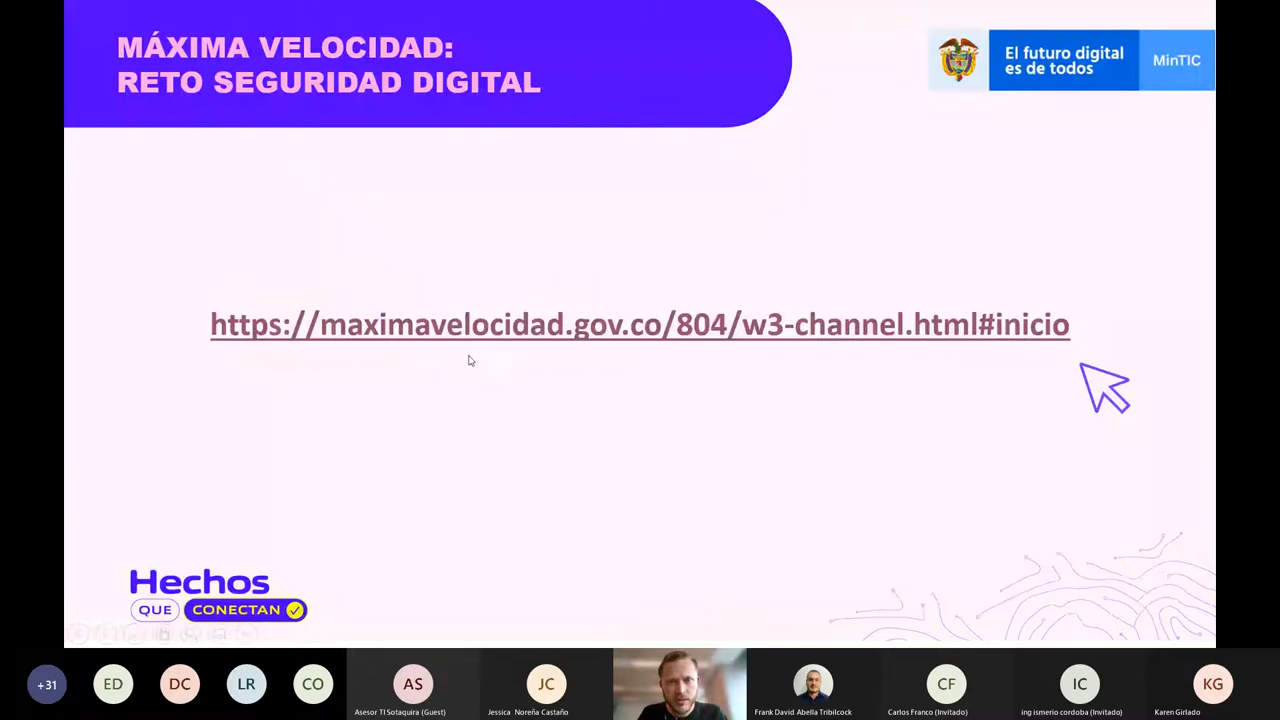 MÁXIMA VELOCIDAD:
RETO SEGURIDAD DIGITAL
El futuro digital
es de todos
MinTIC
https://maximavelocidad.gov.co/804/w3-channel.html#inicio
Hechos
QUE CONECTAN
+31
ED
DC
LR
CO
AS
Asesor TI Sotaquira (Guest)
JC
Jessica Noreña Castaño
Frank David Abella Tribilcock
CF
Carlos Franco (Invitado)
IC
ing ismerio cordoba (Invitado)
KG
Karen Girlado